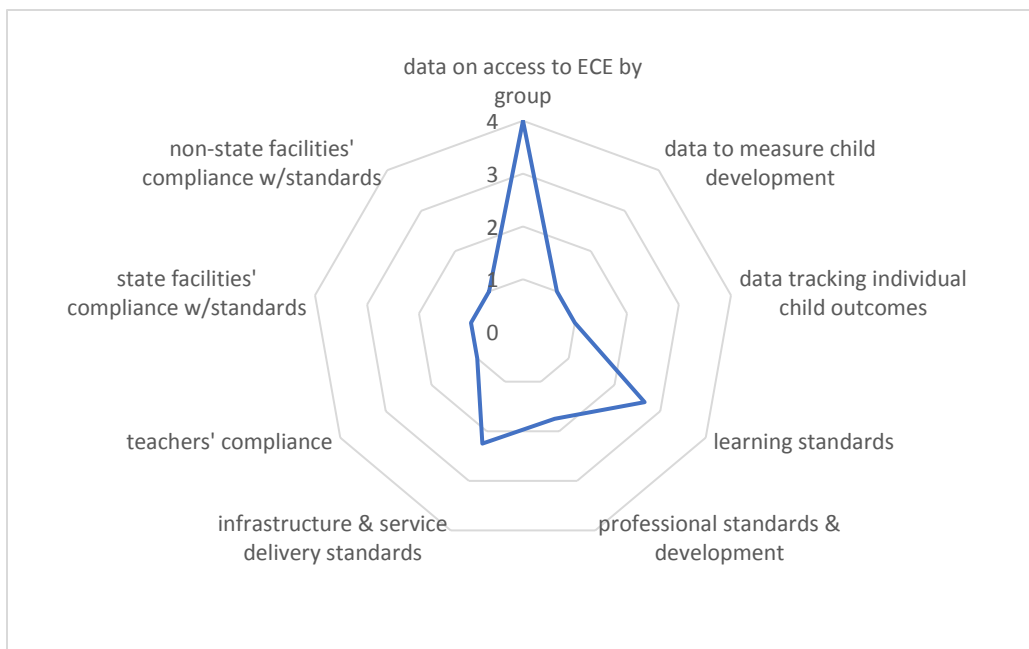 data on access to ECE by
group
data to measure child
development
data tracking individual
child outcomes
learning standards
professional standards &
development
infrastructure & service
delivery standards
teachers' compliance
state facilities'
compliance w/standards
non-state facilities'
compliance w/standards
4
3
2
1
0